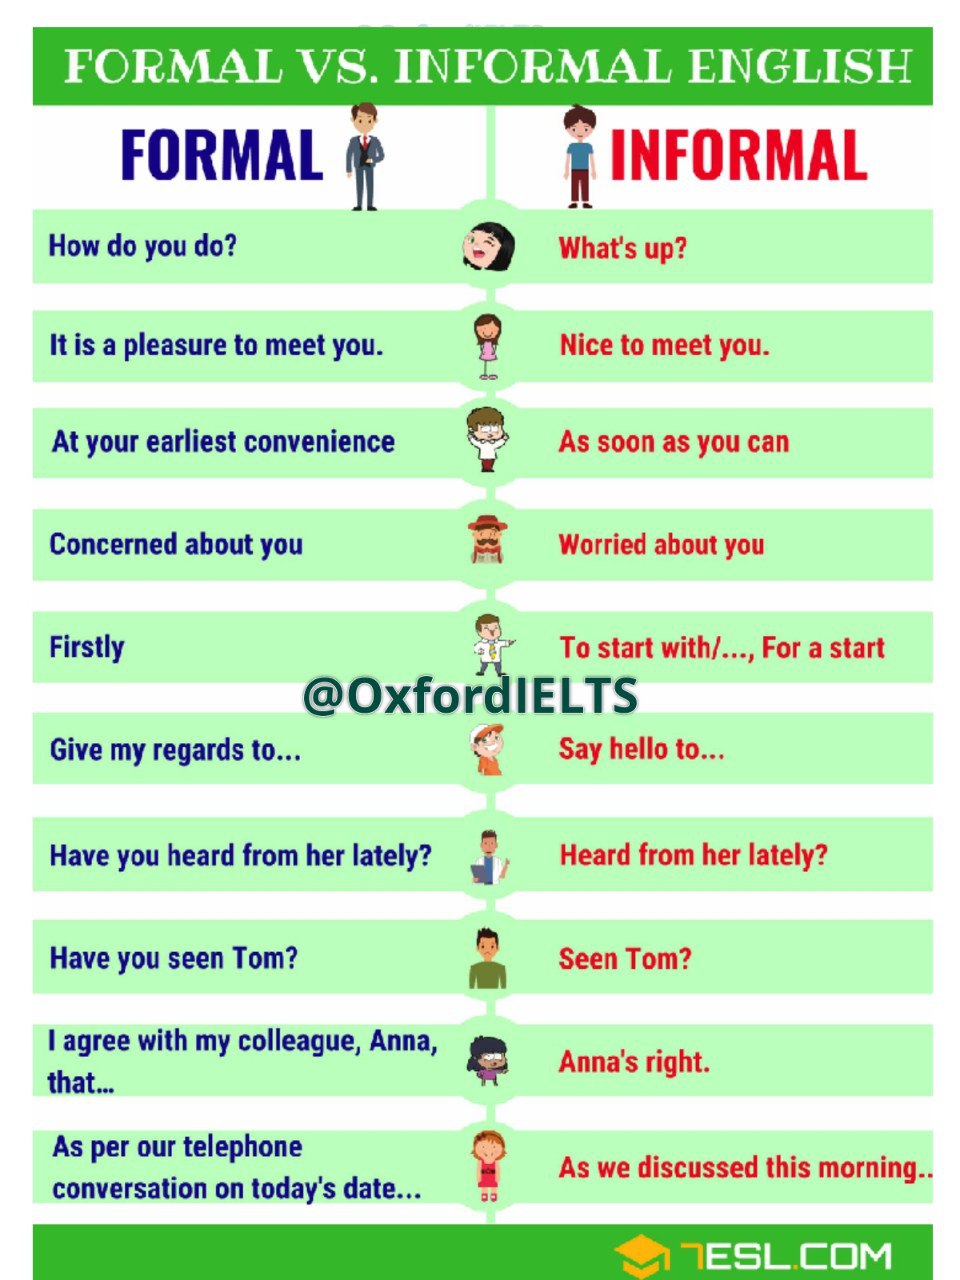 FORMAL VS. INFORMAL ENGLISH
FORMAL
INFORMAL
How do you do?
What's up?
It is a pleasure to meet you.
Nice to meet you.
At your earliest convenience
As soon as you can
Concerned about you
Worried about you
Firstly
To start with/..., For a start
@OxfordIELTS
Give my regards to...
Say hello to...
Have you heard from her lately?
Heard from her lately?
Have you seen Tom?
Seen Tom?
I agree with my colleague, Anna,
that...
Anna's right.
As per our telephone
conversation on today's date...
As we discussed this morning..
7ESL.COM